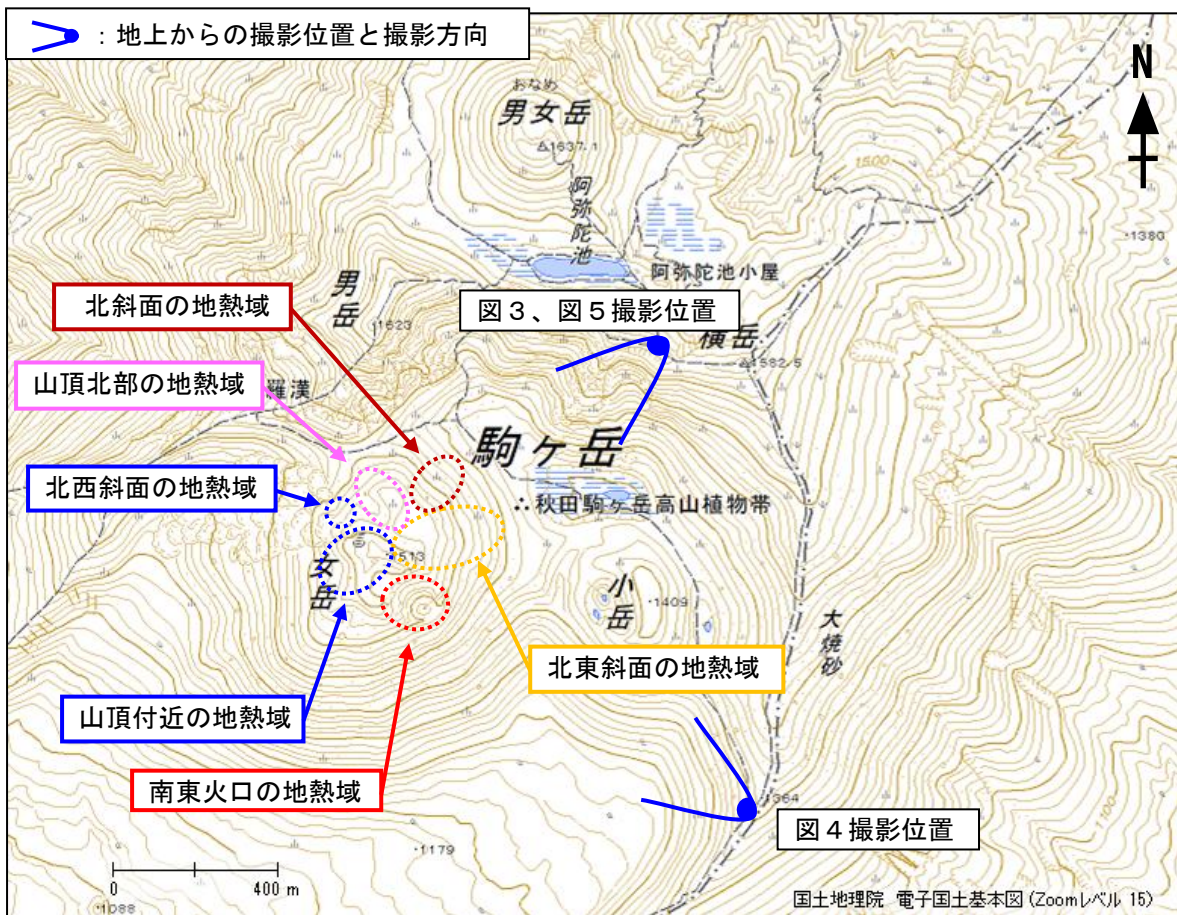 ：地上からの撮影位置と撮影方向
N
おなめ
男女岳
1637.1
阿弥陀池
1500
1380
阿弥陀池小屋
男岳
北斜面の地熱域
図３、図５撮影位置
1623
横岳
1582.5
山頂北部の地熱域
羅漢
駒ヶ岳
北西斜面の地熱域
秋田駒ヶ岳高山植物帯
1513
女岳
小岳
1409
大焼砂
北東斜面の地熱域
山頂付近の地熱域
南東火口の地熱域
1364
図４撮影位置
1100
1179
0
400 m
1088
国土地理院 電子国土基本図 (Zoomレベル 15)